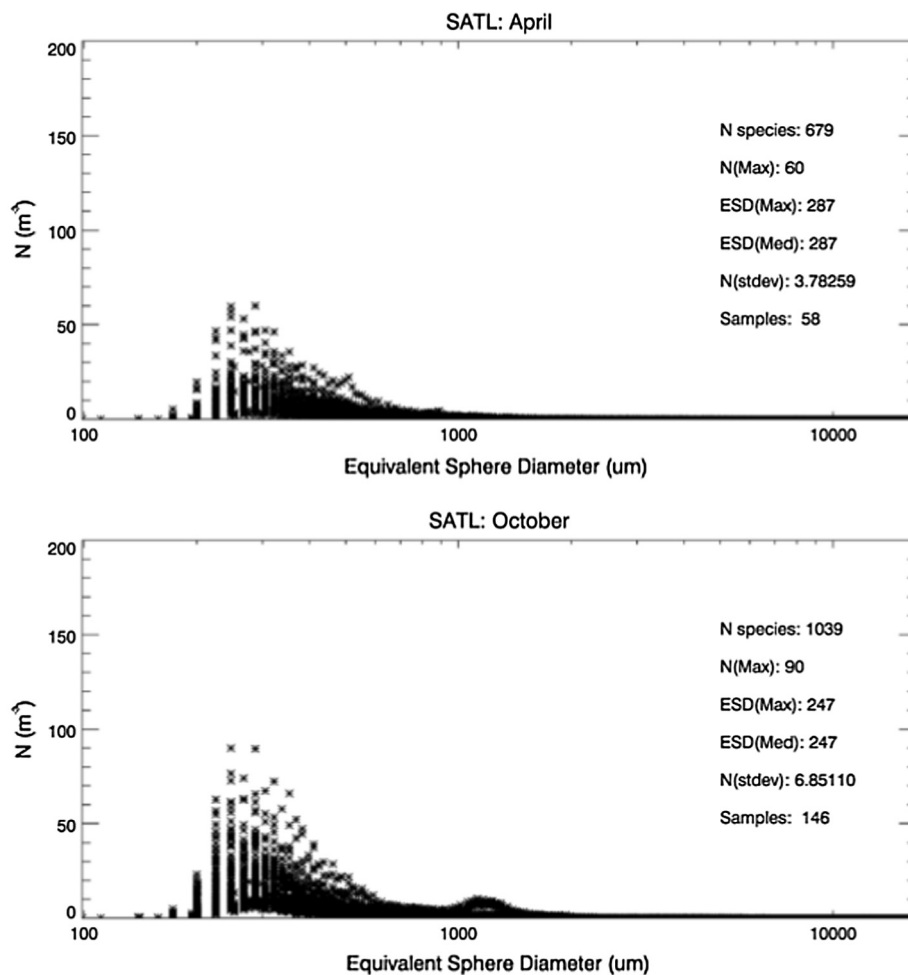 SATL: April
200
150
100
50
0
N (m³)
100
1000
10000
Equivalent Sphere Diameter (um)
N species: 679
N(Max): 60
ESD(Max): 287
ESD(Med): 287
N(stdev): 3.78259
Samples: 58
SATL: October
200
150
100
50
0
N (m³)
100
1000
10000
Equivalent Sphere Diameter (um)
N species: 1039
N(Max): 90
ESD(Max): 247
ESD(Med): 247
N(stdev): 6.85110
Samples: 146